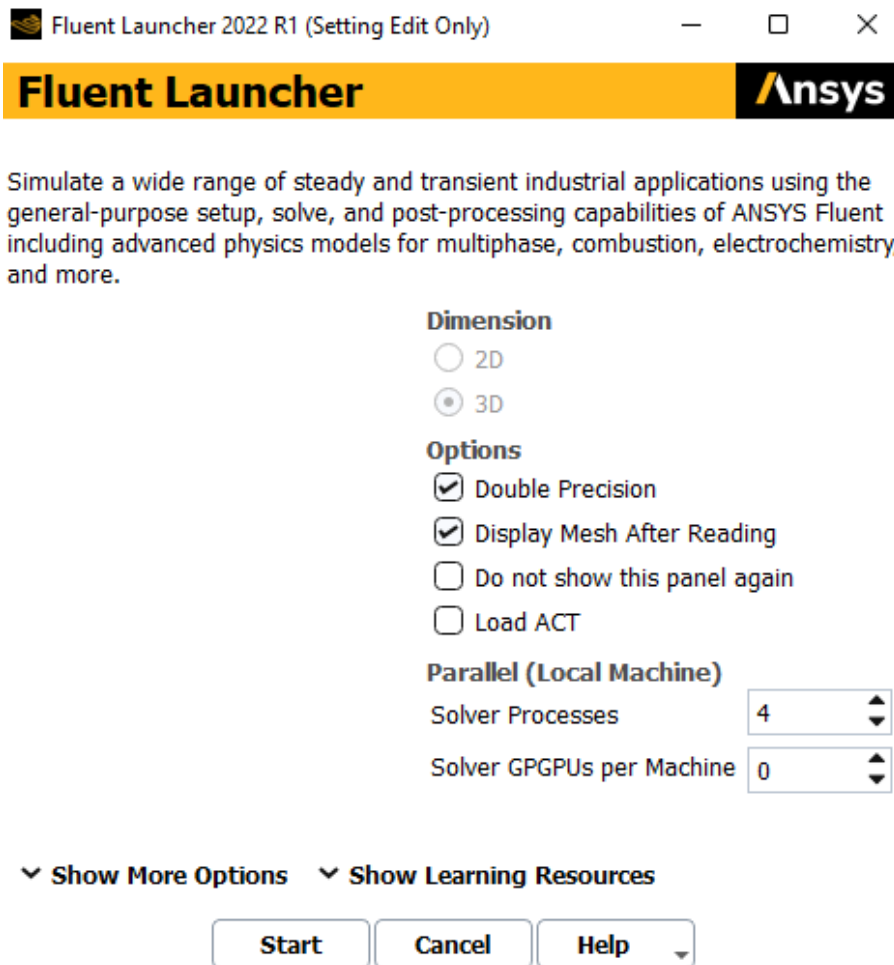 Fluent Launcher 2022 R1 (Setting Edit Only)
Fluent Launcher
Ansys
Simulate a wide range of steady and transient industrial applications using the
general-purpose setup, solve, and post-processing capabilities of ANSYS Fluent
including advanced physics models for multiphase, combustion, electrochemistry,
and more.
Dimension
2D
3D
Options
Double Precision
Display Mesh After Reading
Do not show this panel again
Load ACT
Parallel (Local Machine)
Solver Processes 4
Solver GPGPUs per Machine 0
Show More Options Show Learning Resources
Start Cancel Help